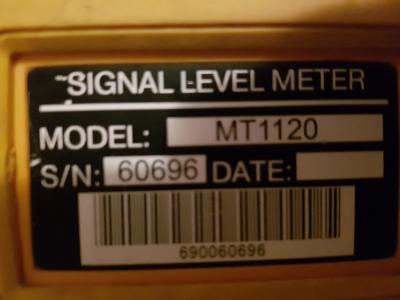 SIGNAL LEVEL METER
MODEL: MT1120
S/N: 60696 DATE:
690060696